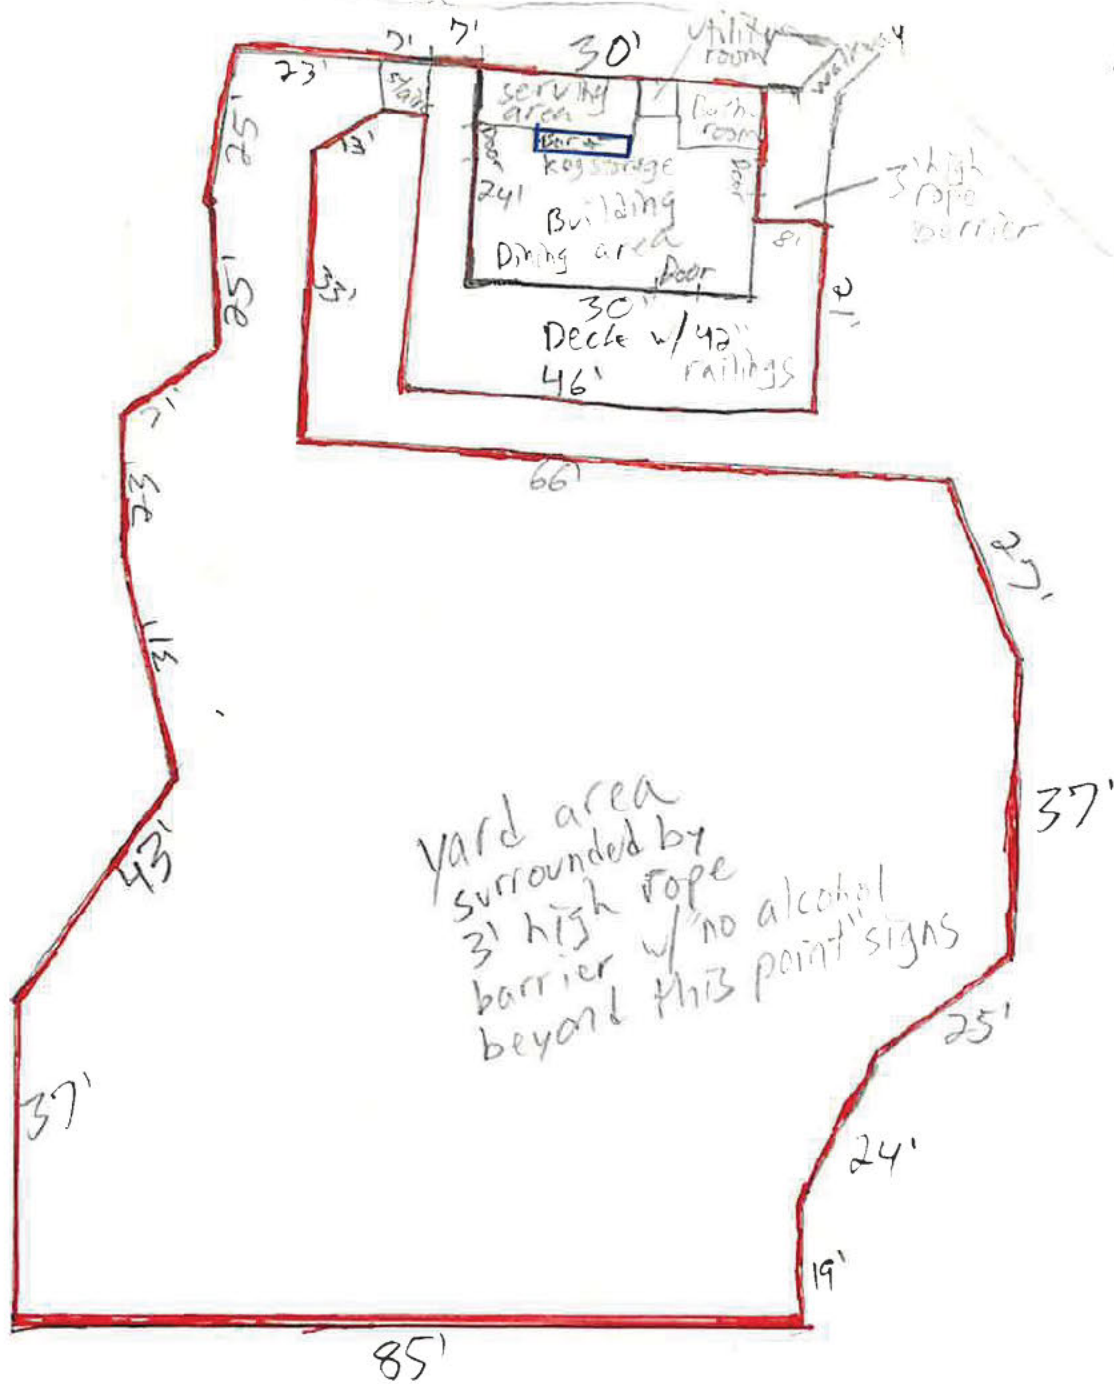 7' 7' 30'
utility
room
walkway
23'
stairs
serving
area
Bath
room
25'
13'
Door
Bar +
keg storage
Door
3' high
rope
barrier
24'
Building
Dining area
8'
Door
25'
33'
30'
21'
Deck w/ 42"
railings
46'
7'
66'
23
27'
31
yard area
surrounded by
3' high rope
barrier w/ "no alcohol
beyond this point" signs
37'
43'
25'
37'
24'
19'
85'